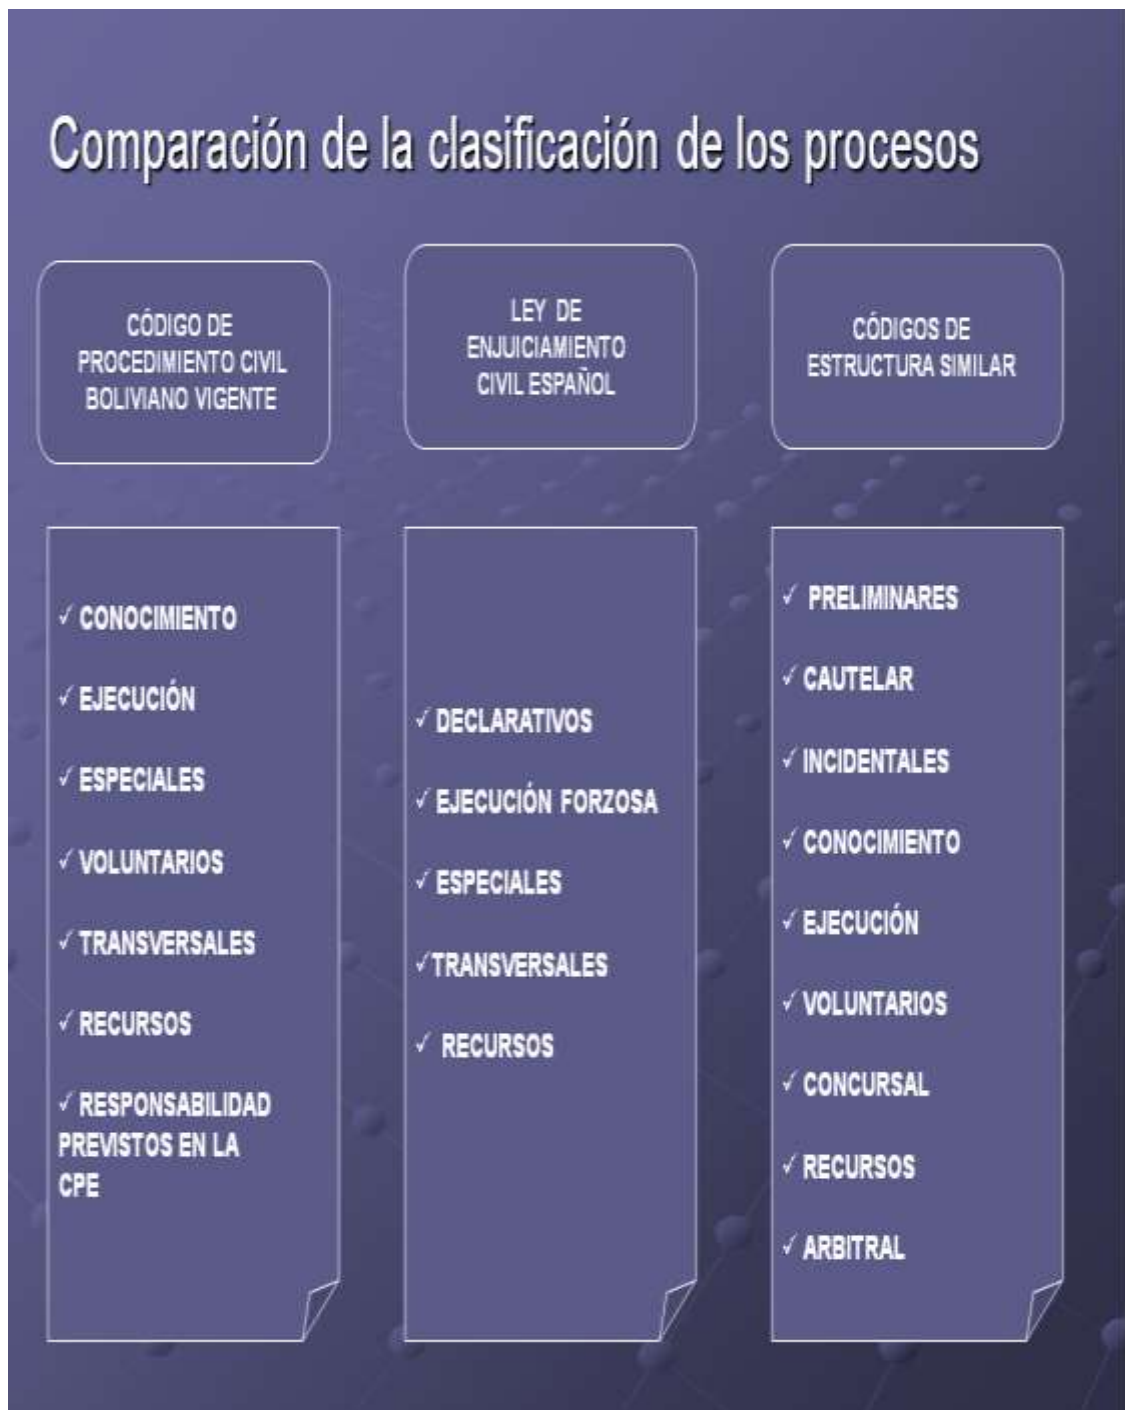 Comparación de la clasificación de los procesos
CÓDIGO DE
PROCEDIMIENTO CIVIL
BOLIVIANO VIGENTE
LEY DE
ENJUICIAMIENTO
CIVIL ESPAÑOL
CÓDIGOS DE
ESTRUCTURA SIMILAR
✓ CONOCIMIENTO
✓ EJECUCIÓN
✓ ESPECIALES
✓ VOLUNTARIOS
✓ TRANSVERSALES
✓ RECURSOS
✓ RESPONSABILIDAD
PREVISTOS EN LA
CPE
✓ DECLARATIVOS
✓ EJECUCIÓN FORZOSA
✓ ESPECIALES
✓TRANSVERSALES
✓ RECURSOS
✓ PRELIMINARES
✓ CAUTELAR
✓ INCIDENTALES
✓ CONOCIMIENTO
✓ EJECUCIÓN
✓ VOLUNTARIOS
✓ CONCURSAL
✓ RECURSOS
✓ ARBITRAL